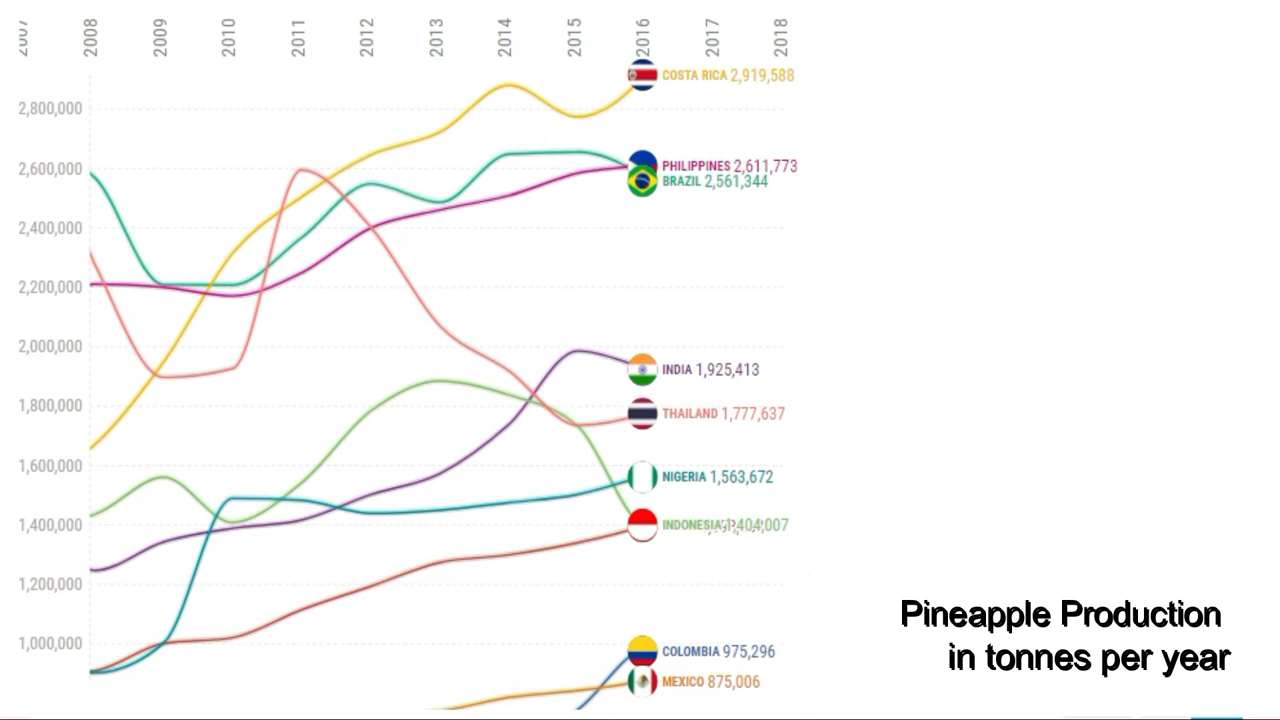 2007 2008 2009 2010 2011 2012 2013 2014 2015 2016 2017 2018
COSTA RICA 2,919,588
2,800,000
PHILIPPINES 2,611,773
2,600,000
BRAZIL 2,561,344
2,400,000
2,200,000
2,000,000
INDIA 1,925,413
1,800,000
THAILAND 1,777,637
1,600,000
NIGERIA 1,563,672
1,400,000
INDONESIA 1,404,007
1,200,000
Pineapple Production
1,000,000
COLOMBIA 975,296
in tonnes per year
MEXICO 875,006